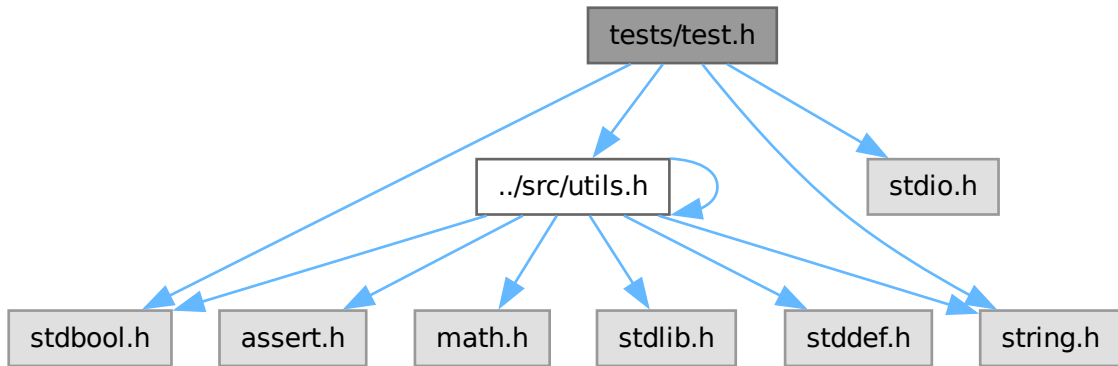 tests/test.h
../src/utils.h
stdio.h
stdbool.h
assert.h
math.h
stdlib.h
stddef.h
string.h